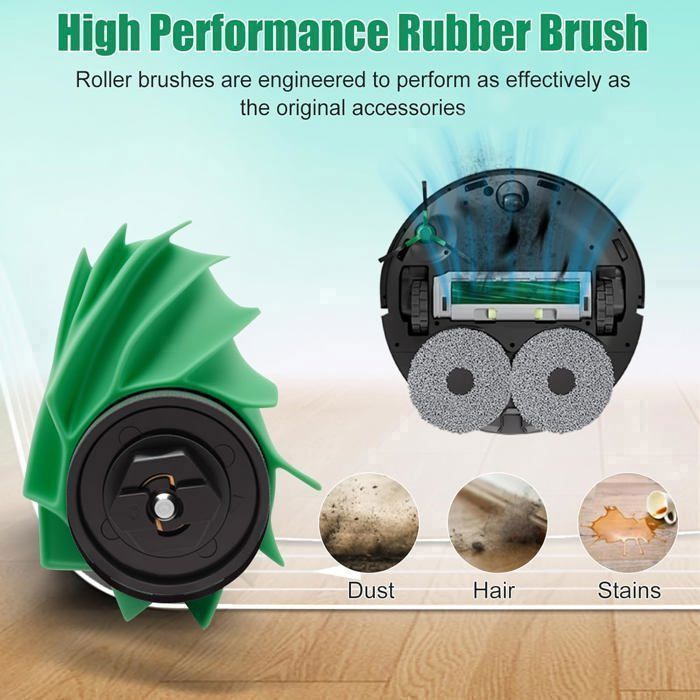 High Performance Rubber Brush
Roller brushes are engineered to perform as effectively as
the original accessories
Dust
Hair
Stains